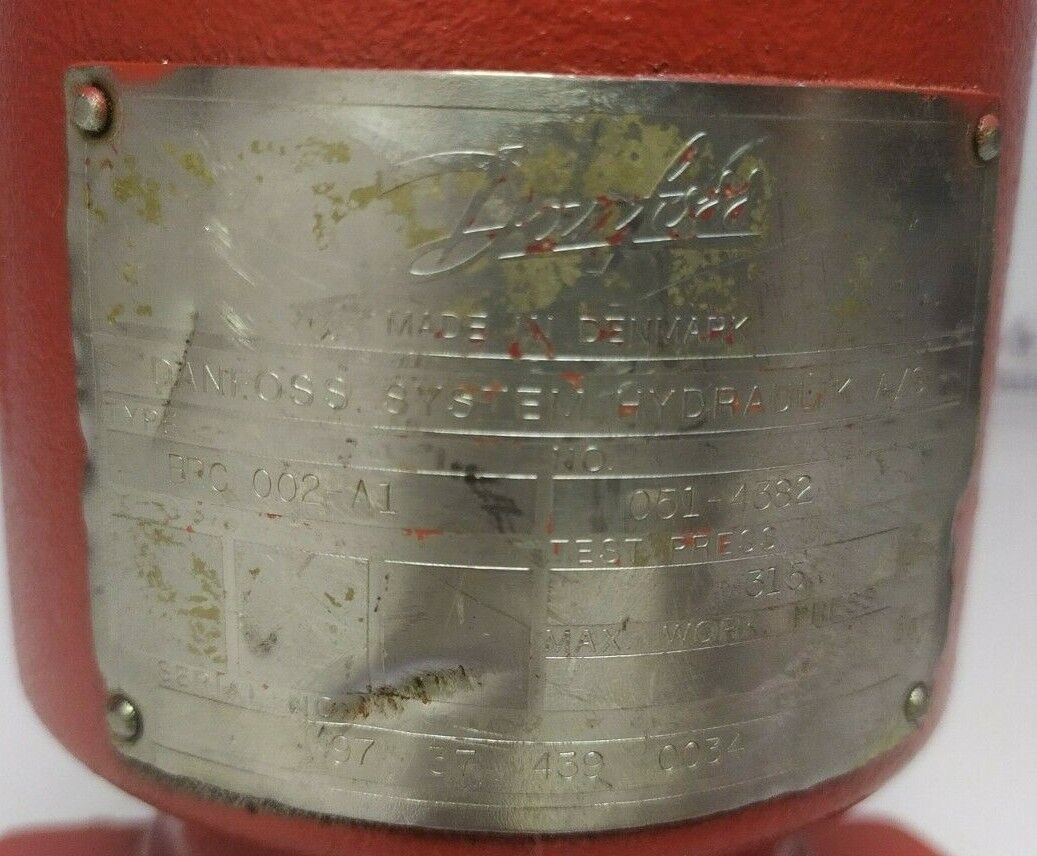 Danfoss
MADE IN DENMARK
DANFOSS SYSTEM HYDRAULIK A/S
TYPE NO.
002-A1 051-4382
TEST PRESS
315
MAX. WORK. PRESS
SERIAL NO
97 37 439 0034